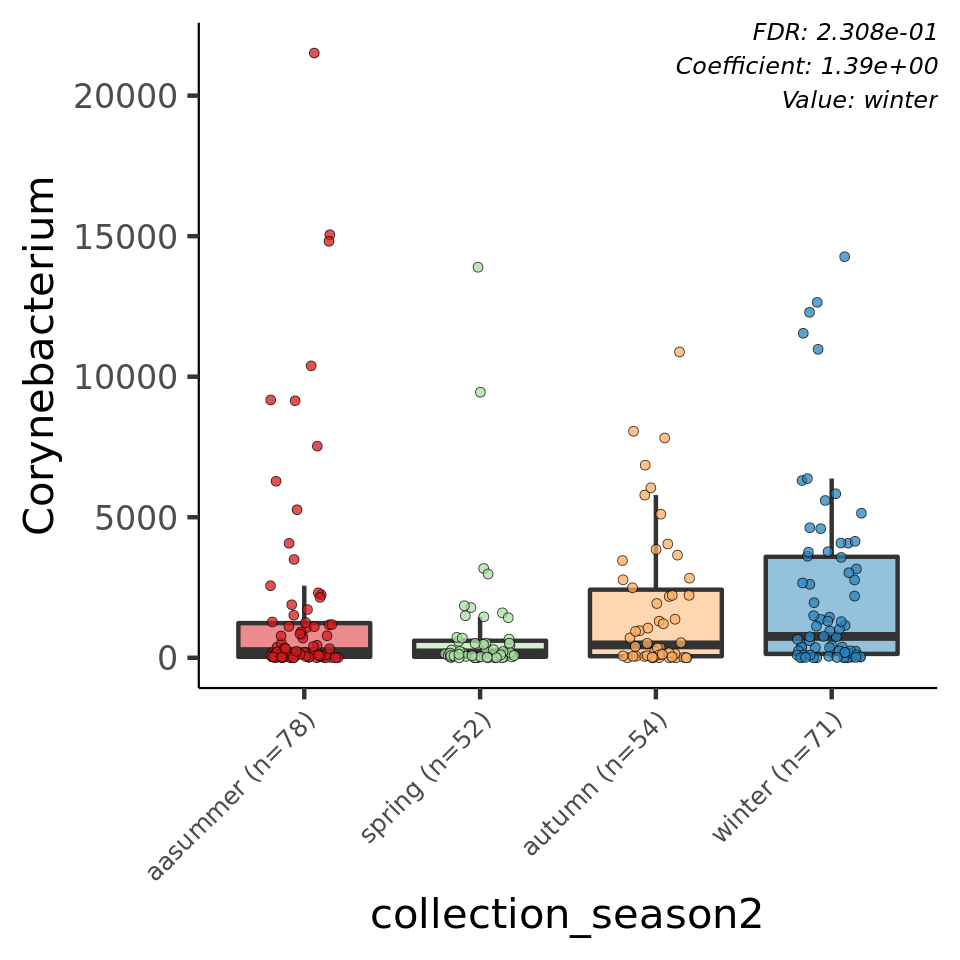 FDR: 2.308e-01
Coefficient: 1.39e+00
Value: winter
20000
15000
10000
5000
0
Corynebacterium
aasummer (n=78)
spring (n=52)
autumn (n=54)
winter (n=71)
collection_season2